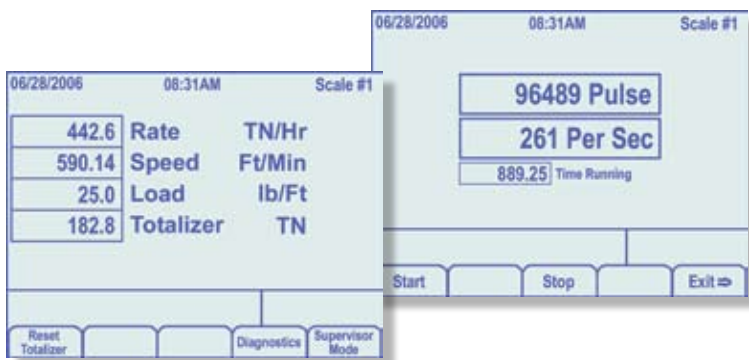 06/28/2006 08:31AM Scale #1
442.6 Rate TN/Hr
590.14 Speed Ft/Min
25.0 Load lb/Ft
182.8 Totalizer TN
Reset Totalizer Diagnostics Supervisor Mode
06/28/2006 08:31AM Scale #1
96489 Pulse
261 Per Sec
889.25 Time Running
Start Stop Exit⇒